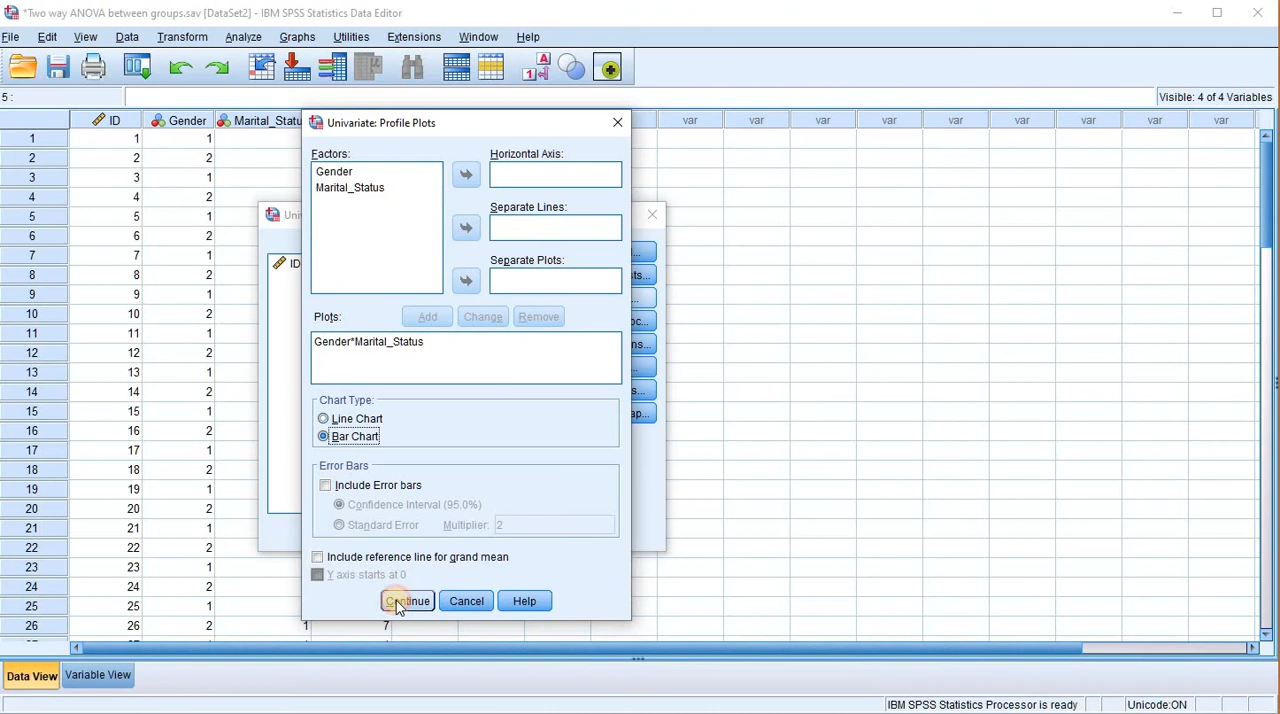 *Two way ANOVA between groups.sav [DataSet2] - IBM SPSS Statistics Data Editor
File Edit View Data Transform Analyze Graphs Utilities Extensions Window Help
5 :
Visible: 4 of 4 Variables
ID Gender Marital_Statu var var var var var var var var
Univariate: Profile Plots
Factors:
Gender
Marital_Status
Horizontal Axis:
Separate Lines:
Separate Plots:
Plots: Add Change Remove
Gender*Marital_Status
Chart Type:
Line Chart
Bar Chart
Error Bars
Include Error bars
Confidence Interval (95.0%)
Standard Error Multiplier: 2
Include reference line for grand mean
Y axis starts at 0
Continue Cancel Help
Uni
ID
...
sts...
...
oc...
ns...
...
s...
ap...
1 1 1
2 2 2
3 3 1
4 4 2
5 5 1
6 6 2
7 7 1
8 8 2
9 9 1
10 10 2
11 11 1
12 12 2
13 13 1
14 14 2
15 15 1
16 16 2
17 17 1
18 18 2
19 19 1
20 20 2
21 21 1
22 22 2
23 23 1
24 24 2
25 25 1
26 26 2 1 7
Data View Variable View
IBM SPSS Statistics Processor is ready Unicode:ON